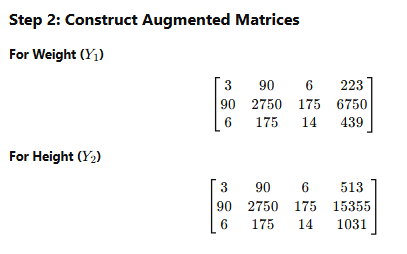 Step 2: Construct Augmented Matrices
For Weight (Y₁)
3 90 6 223
90 2750 175 6750
6 175 14 439
For Height (Y₂)
3 90 6 513
90 2750 175 15355
6 175 14 1031